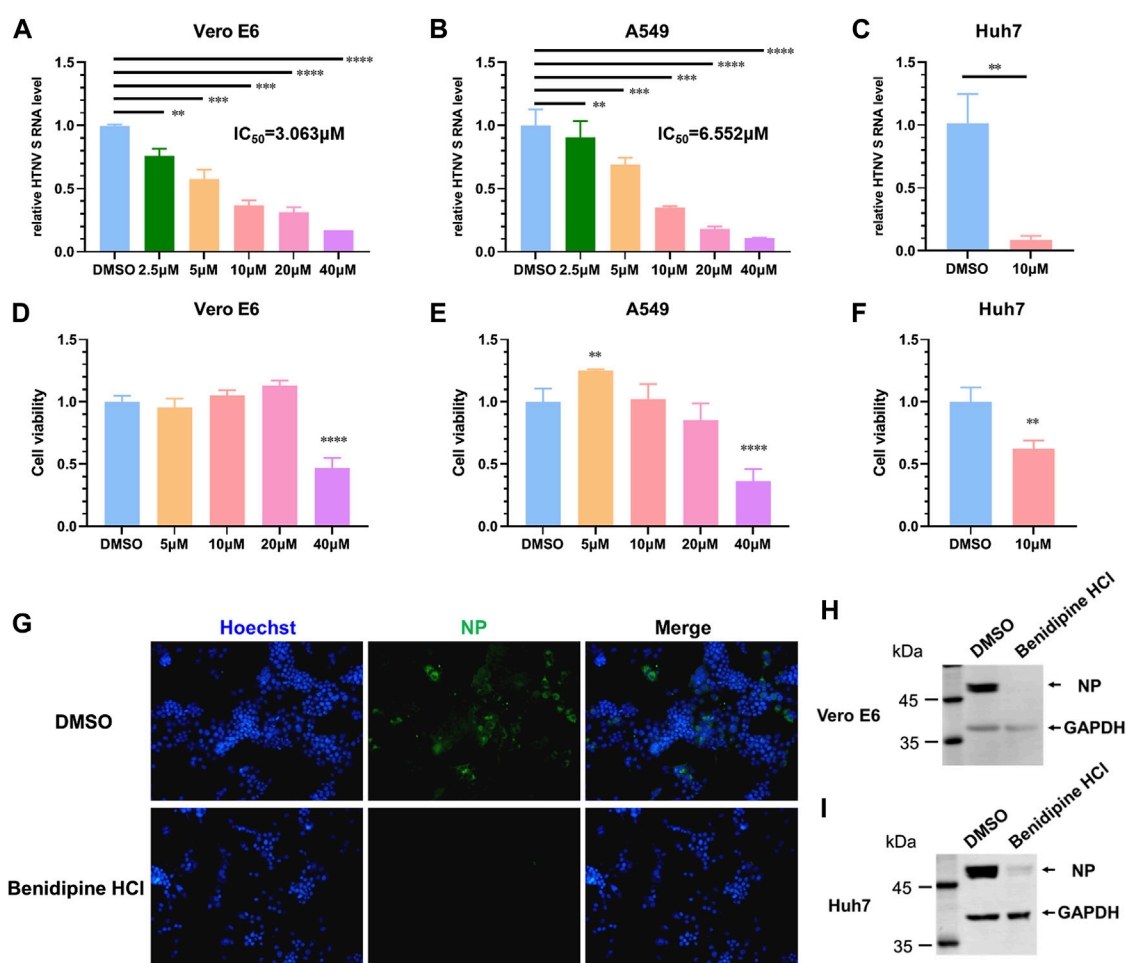 A
Vero E6
relative HTNV S RNA level
1.5
1.0
0.5
0.0
****
****
***
***
**
IC50=3.063µM
DMSO 2.5µM 5µM 10µM 20µM 40µM
B
A549
relative HTNV S RNA level
1.5
1.0
0.5
0.0
****
****
***
***
**
IC50=6.552µM
DMSO 2.5µM 5µM 10µM 20µM 40µM
C
Huh7
relative HTNV S RNA level
1.5
1.0
0.5
0.0
**
DMSO 10µM
D
Vero E6
Cell viability
1.5
1.0
0.5
0.0
****
DMSO 5µM 10µM 20µM 40µM
E
A549
Cell viability
1.5
1.0
0.5
0.0
**
****
DMSO 5µM 10µM 20µM 40µM
F
Huh7
Cell viability
1.5
1.0
0.5
0.0
**
DMSO 10µM
G
Hoechst NP Merge
DMSO
Benidipine HCl
H
kDa
DMSO
Benidipine HCl
45
35
Vero E6
NP
GAPDH
I
kDa
DMSO
Benidipine HCl
45
35
Huh7
NP
GAPDH